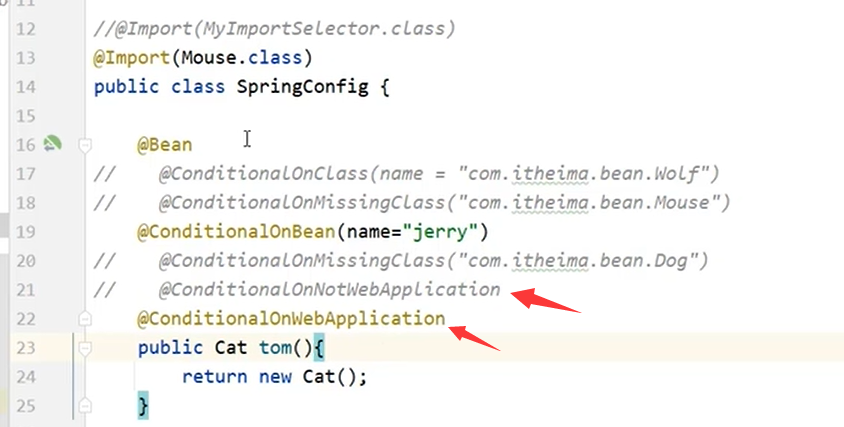 12 //@Import(MyImportSelector.class)
13 @Import(Mouse.class)
14 public class SpringConfig {
15
16 @Bean
17 // @ConditionalOnClass(name = "com.itheima.bean.Wolf")
18 // @ConditionalOnMissingClass("com.itheima.bean.Mouse")
19 @ConditionalOnBean(name="jerry")
20 // @ConditionalOnMissingClass("com.itheima.bean.Dog")
21 // @ConditionalOnNotWebApplication
22 @ConditionalOnWebApplication
23 public Cat tom(){
24 return new Cat();
25 }